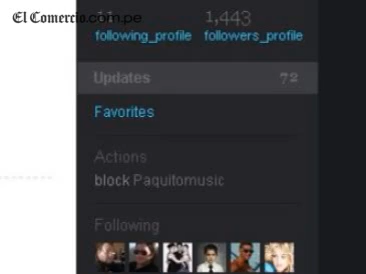 El Comercio.com.pe
1,443
following_profile followers_profile
Updates 72
Favorites
Actions
block Paquitomusic
Following